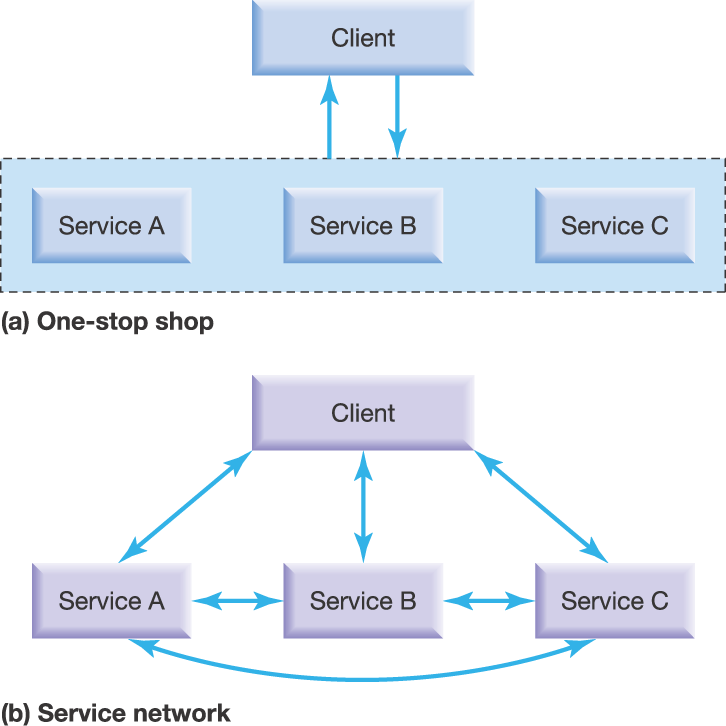 Client
Service A
Service B
Service C
(a) One-stop shop
Client
Service A
Service B
Service C
(b) Service network